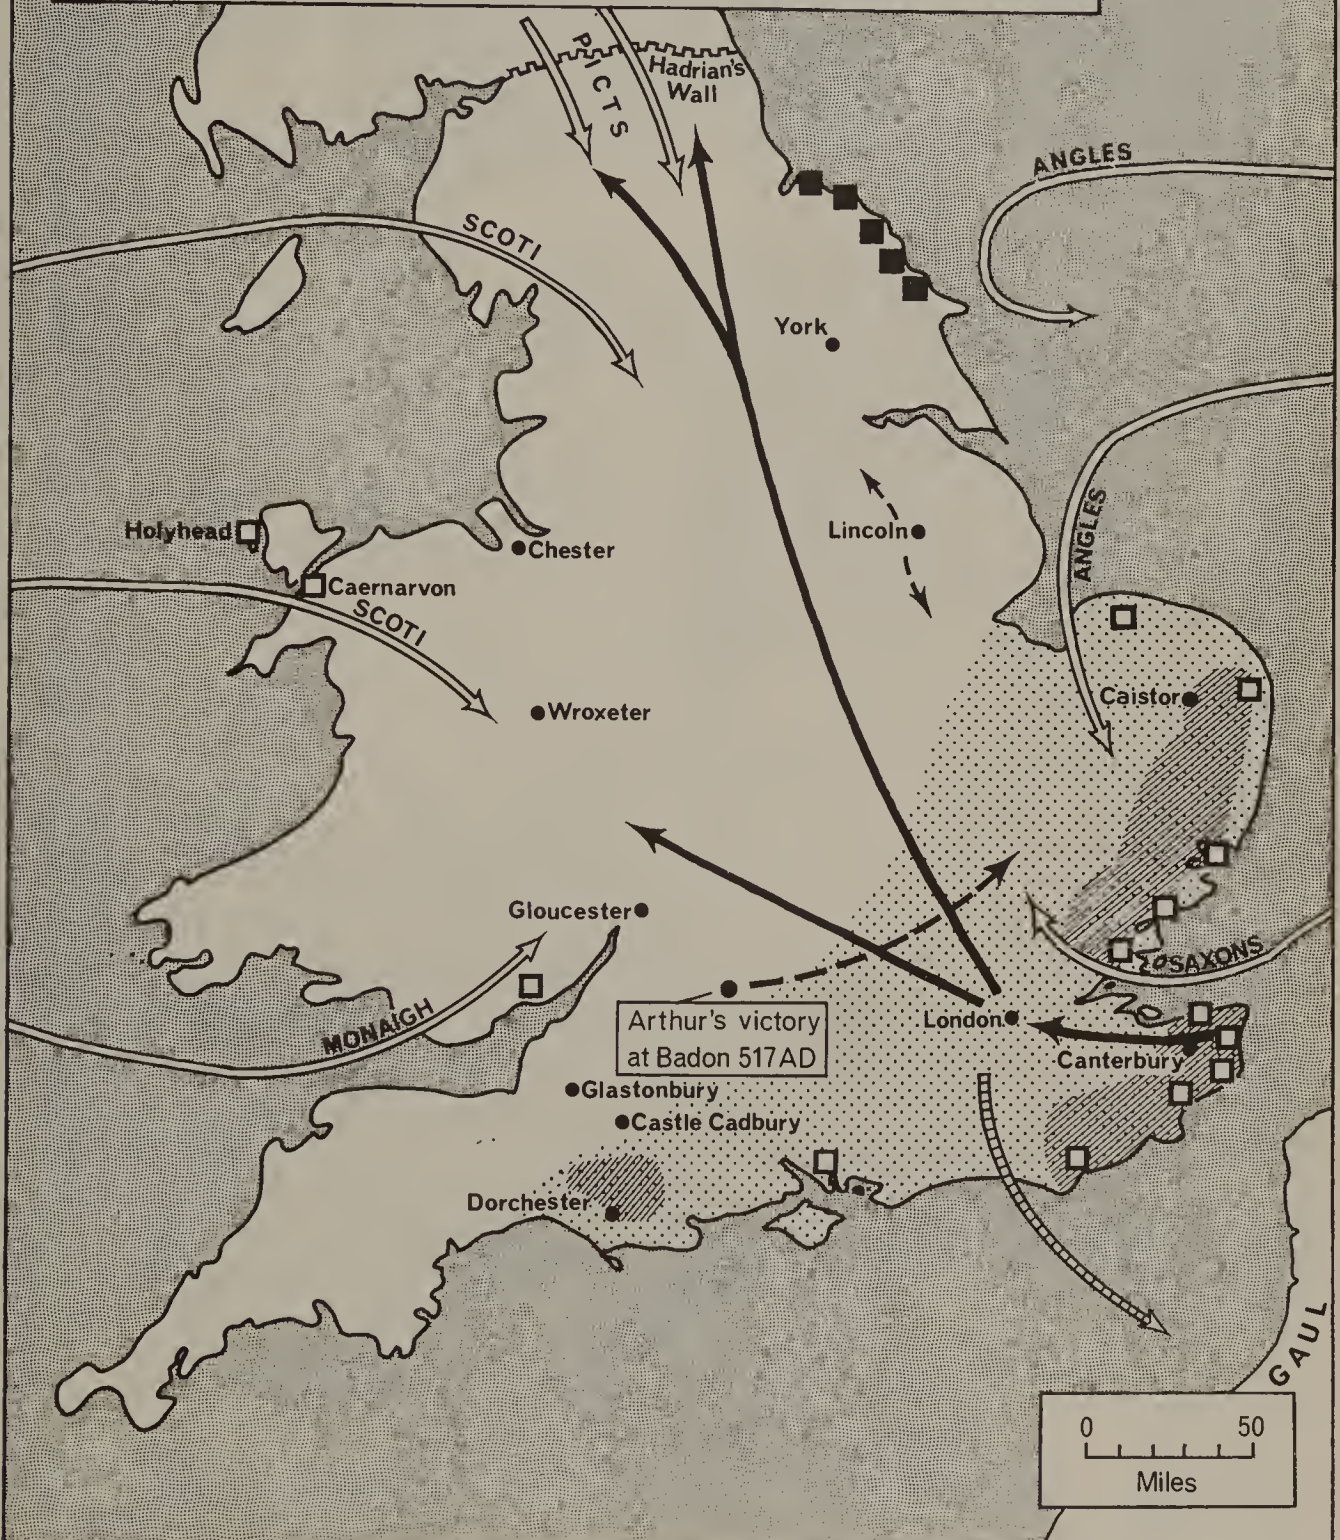 PICTS
Hadrian's
Wall
ANGLES
SCOTI
York
ANGLES
Lincoln
Holyhead
Chester
Caernarvon
SCOTI
Caistor
Wroxeter
Gloucester
SAXONS
MONAIGH
Arthur's victory
at Badon 517AD
London
Canterbury
Glastonbury
Castle Cadbury
Dorchester
GAUL
0 50
Miles